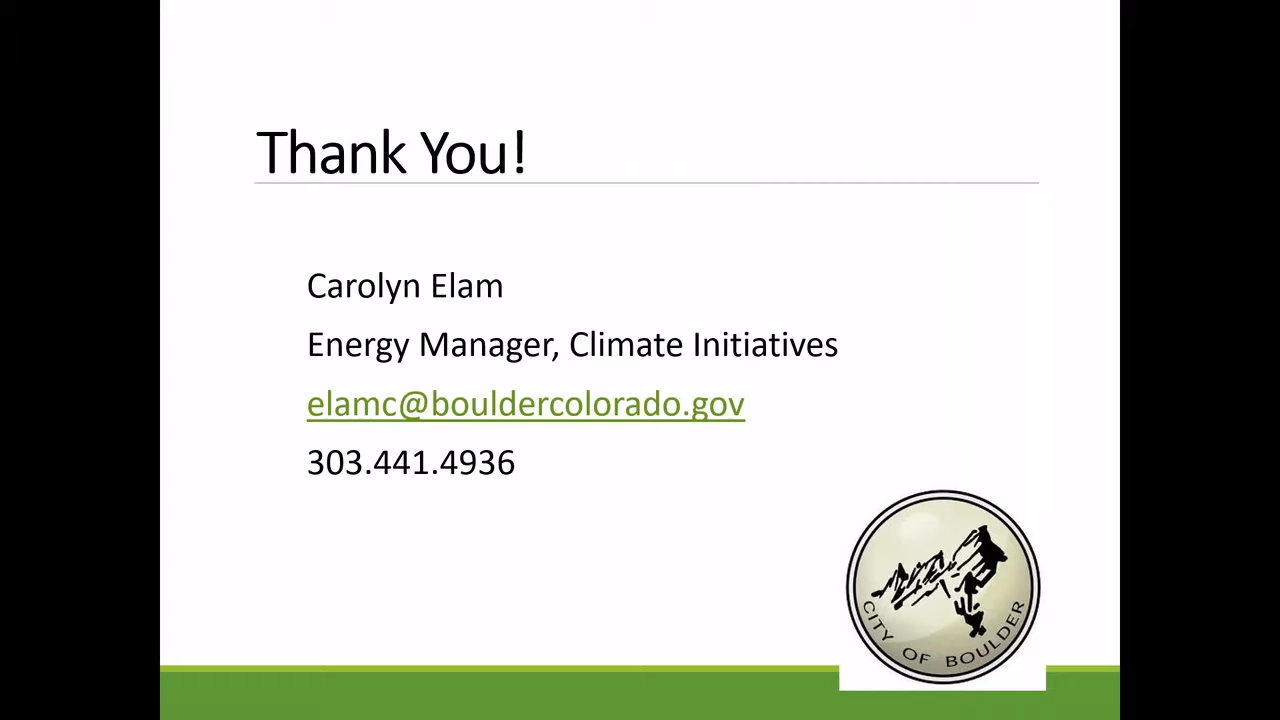 Thank You!
Carolyn Elam
Energy Manager, Climate Initiatives
elamc@bouldercolorado.gov
303.441.4936
CITY OF BOULDER